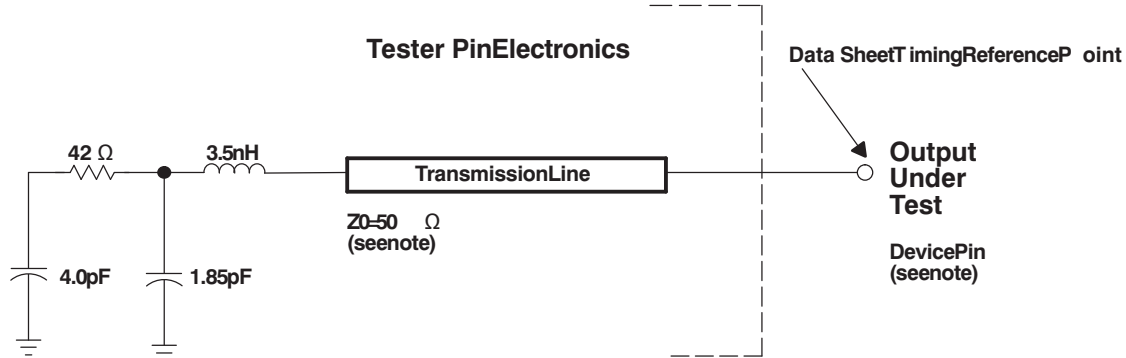 Tester PinElectronics
Data SheetT imingReferenceP oint
42 Ω
3.5nH
TransmissionLine
Output
Under
Test
Z0=50 Ω
(seenote)
DevicePin
(seenote)
4.0pF
1.85pF